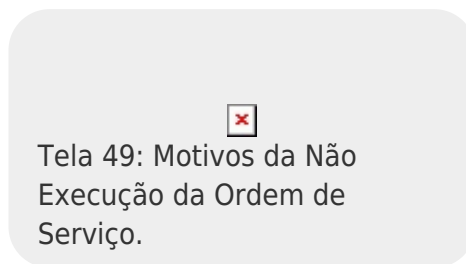 Tela 49: Motivos da Não
Execução da Ordem de
Serviço.